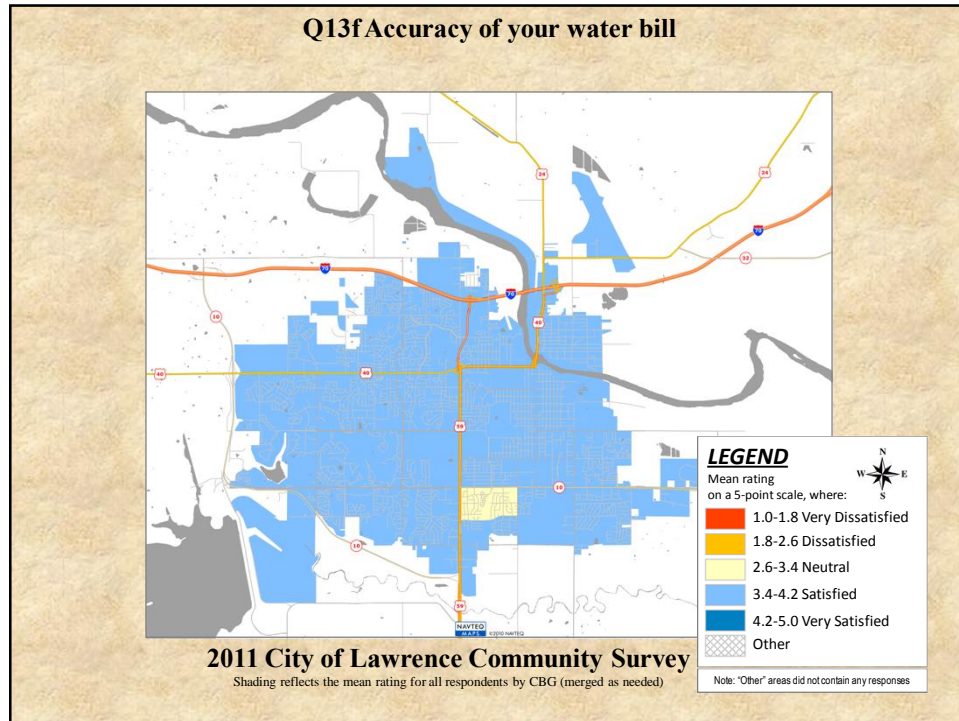 Q13f Accuracy of your water bill
24
24
70
70
32
70
10
40
40
40
59
10
10
59
NAVTEQ
MAPS
©2010 NAVTEQ
LEGEND
Mean rating
on a 5-point scale, where:
N
W E
S
1.0-1.8 Very Dissatisfied
1.8-2.6 Dissatisfied
2.6-3.4 Neutral
3.4-4.2 Satisfied
4.2-5.0 Very Satisfied
Other
2011 City of Lawrence Community Survey
Shading reflects the mean rating for all respondents by CBG (merged as needed)
Note: "Other" areas did not contain any responses